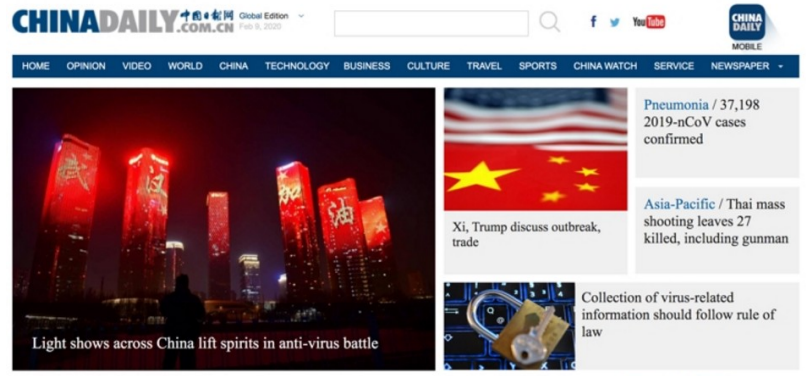 CHINADAILY 中国日报网
.COM.CN
Global Edition
Feb 9, 2020
f
You Tube
CHINA
DAILY
MOBILE
HOME OPINION VIDEO WORLD CHINA TECHNOLOGY BUSINESS CULTURE TRAVEL SPORTS CHINA WATCH SERVICE NEWSPAPER
武 汉 加 油
Light shows across China lift spirits in anti-virus battle
Xi, Trump discuss outbreak,
trade
Pneumonia / 37,198
2019-nCoV cases
confirmed
Asia-Pacific / Thai mass
shooting leaves 27
killed, including gunman
Collection of virus-related
information should follow rule of
law